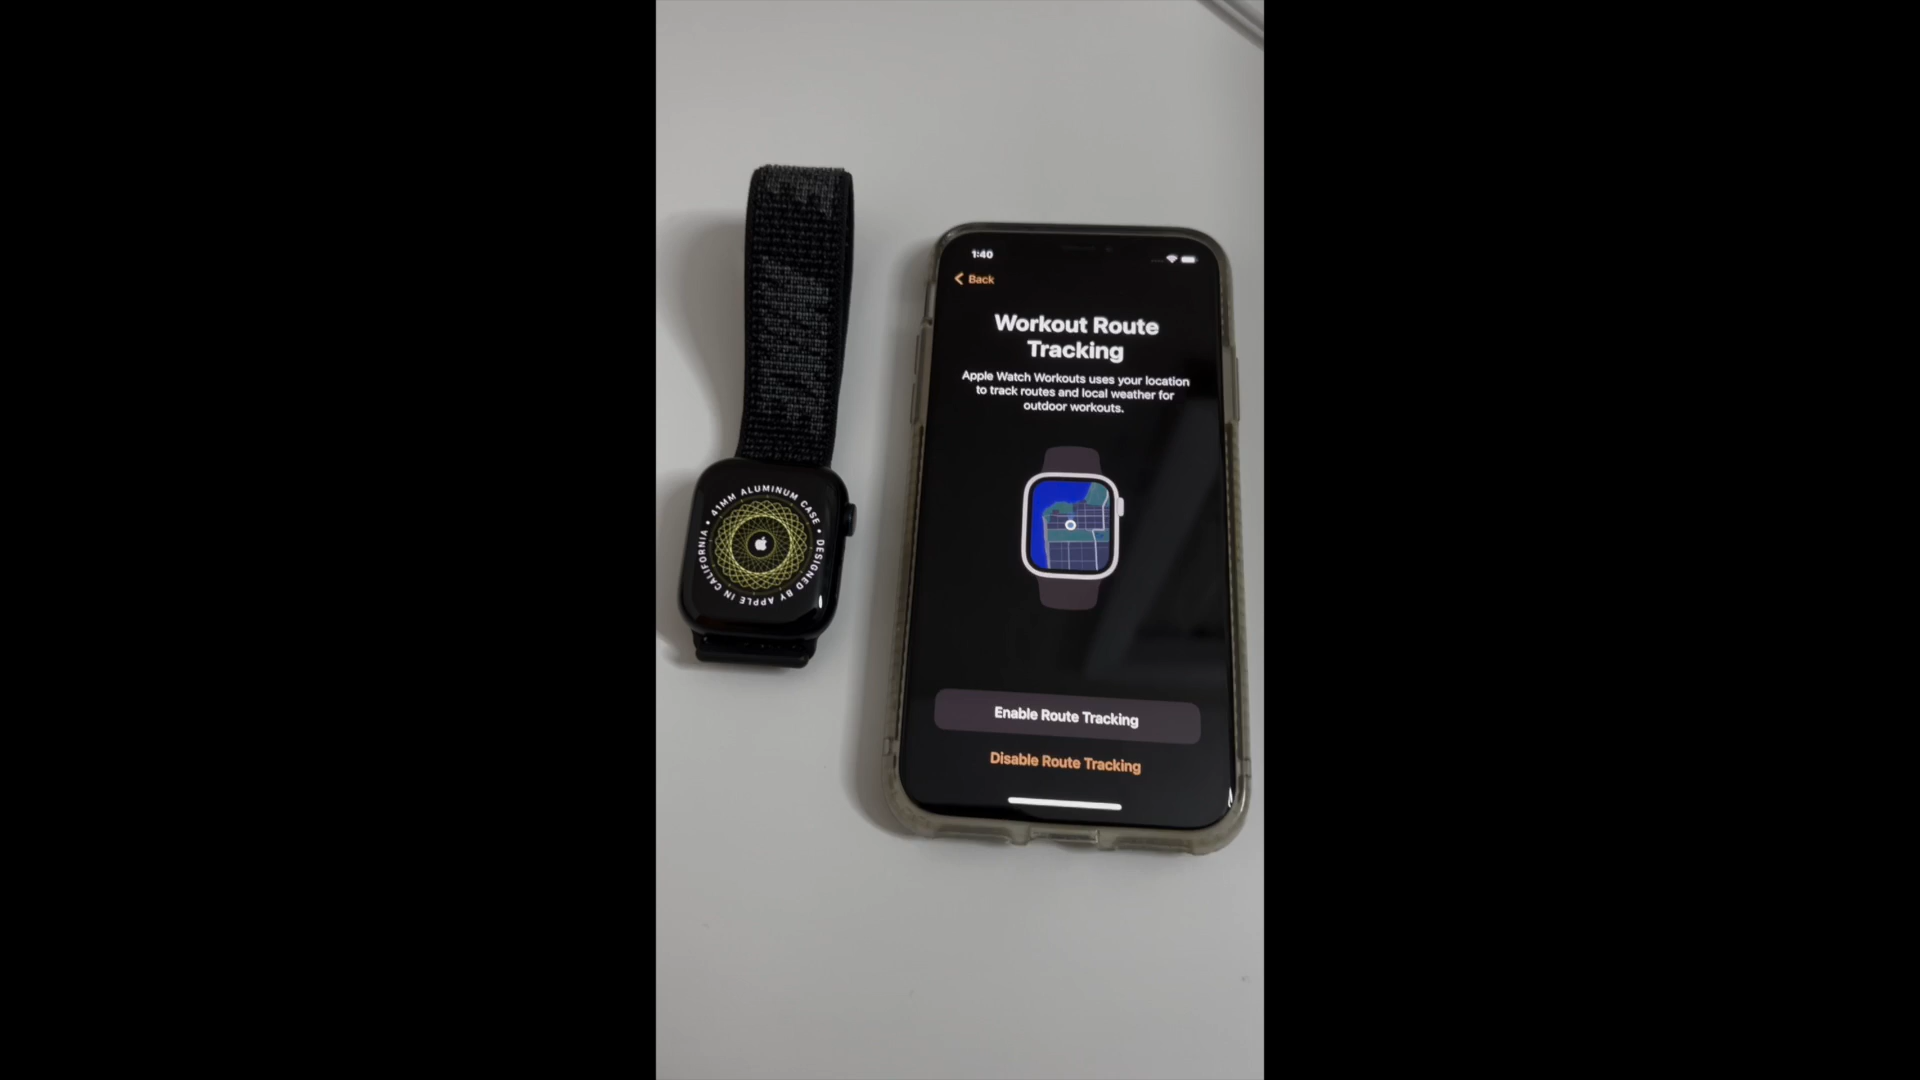 41MM ALUMINUM CASE • DESIGNED BY APPLE IN CALIFORNIA •
1:40
Back
Workout Route
Tracking
Apple Watch Workouts uses your location
to track routes and local weather for
outdoor workouts.
Enable Route Tracking
Disable Route Tracking